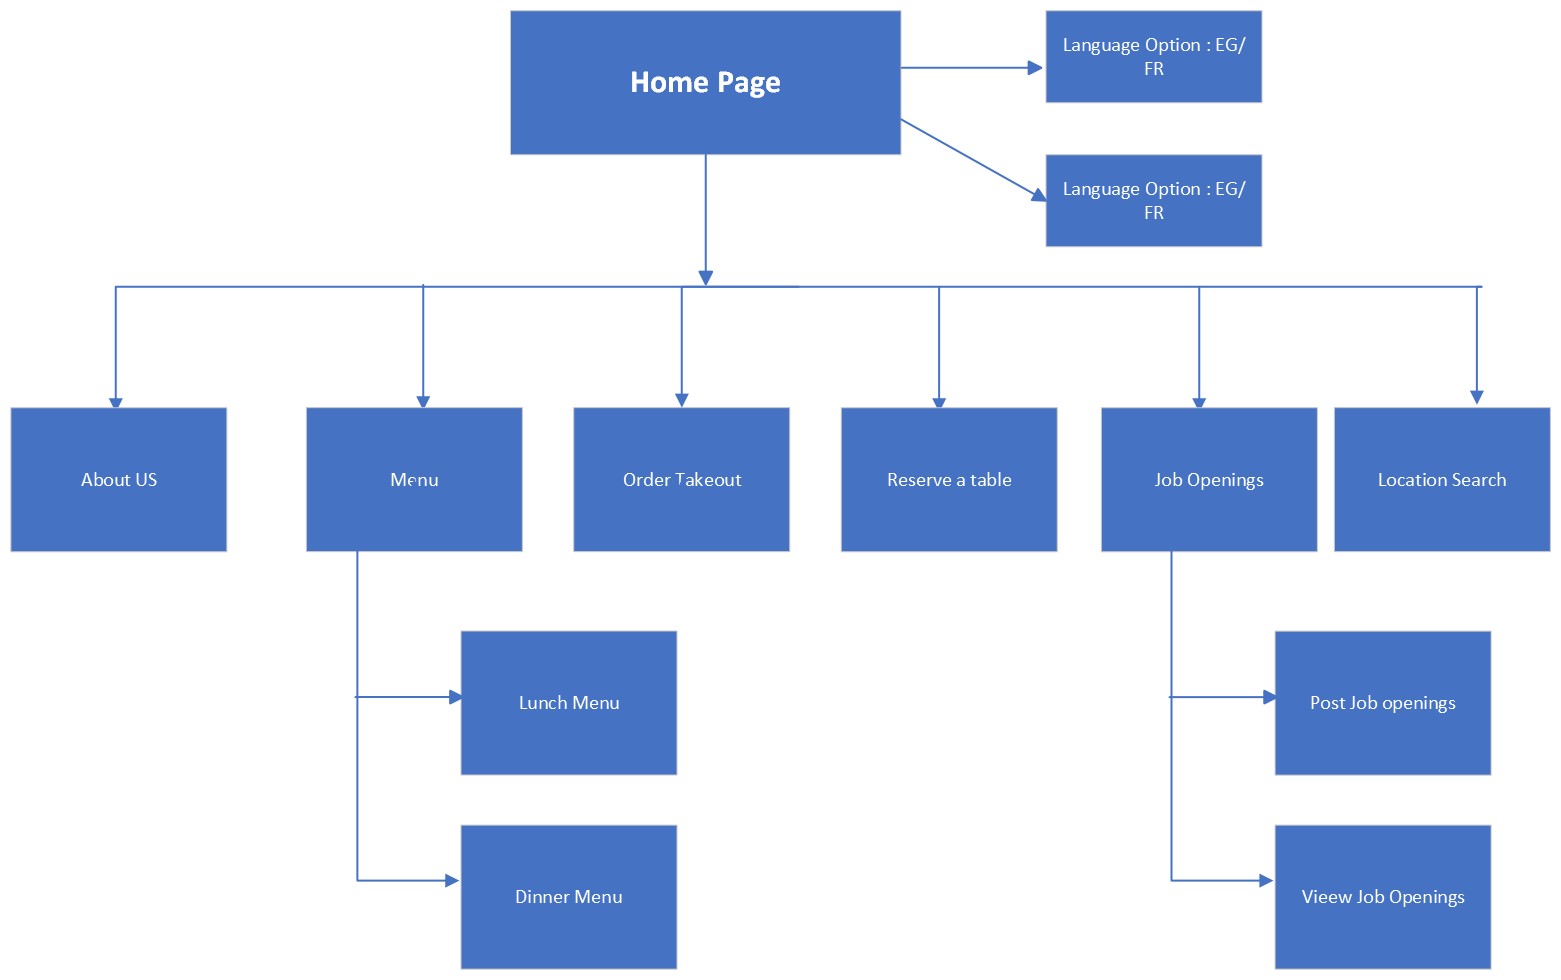 Home Page
Language Option : EG/
FR
Language Option : EG/
FR
About US
Menu
Order Takeout
Reserve a table
Job Openings
Location Search
Lunch Menu
Post Job openings
Dinner Menu
Vieew Job Openings